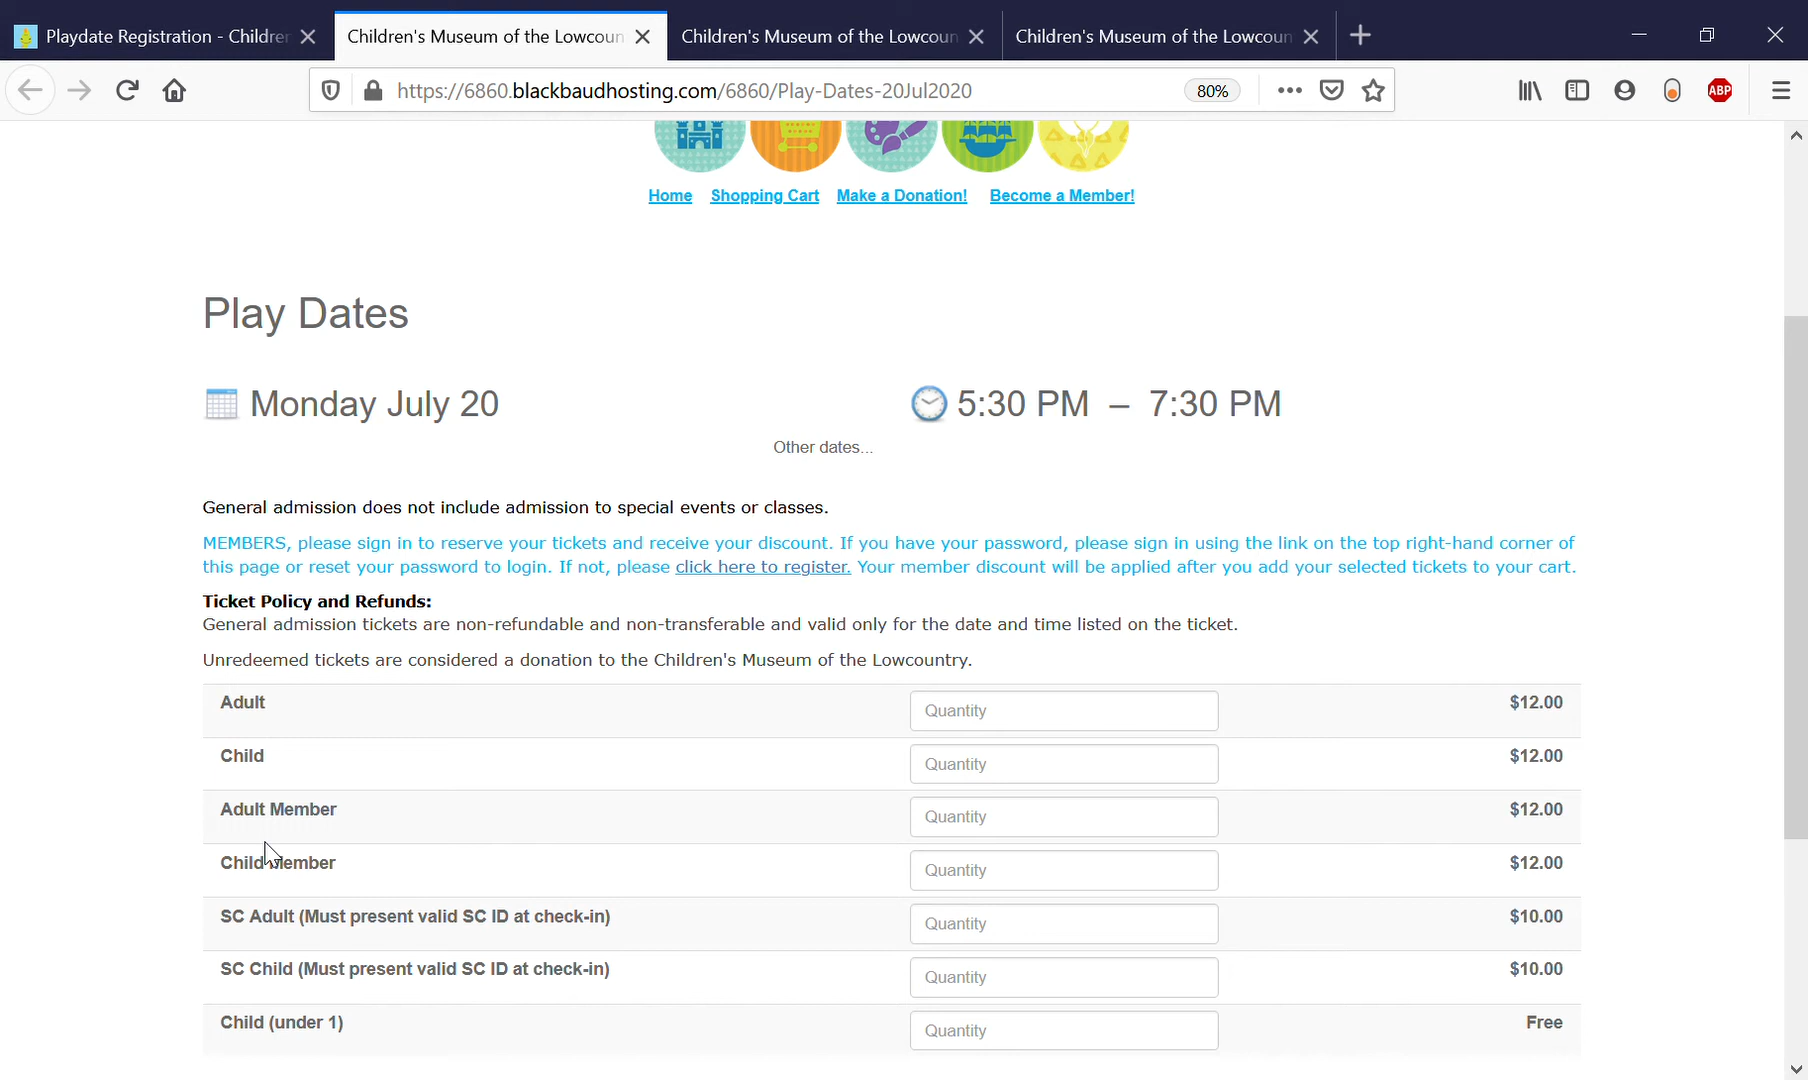 Playdate Registration - Childre
Children's Museum of the Lowcoun
Children's Museum of the Lowcoun
Children's Museum of the Lowcoun
https://6860.blackbaudhosting.com/6860/Play-Dates-20Jul2020
80%
ABP
Home Shopping Cart Make a Donation! Become a Member!
Play Dates
Monday July 20
5:30 PM – 7:30 PM
Other dates...
General admission does not include admission to special events or classes.
MEMBERS, please sign in to reserve your tickets and receive your discount. If you have your password, please sign in using the link on the top right-hand corner of
this page or reset your password to login. If not, please click here to register. Your member discount will be applied after you add your selected tickets to your cart.
Ticket Policy and Refunds:
General admission tickets are non-refundable and non-transferable and valid only for the date and time listed on the ticket.
Unredeemed tickets are considered a donation to the Children's Museum of the Lowcountry.
Adult Quantity $12.00
Child Quantity $12.00
Adult Member Quantity $12.00
Child Member Quantity $12.00
SC Adult (Must present valid SC ID at check-in) Quantity $10.00
SC Child (Must present valid SC ID at check-in) Quantity $10.00
Child (under 1) Quantity Free